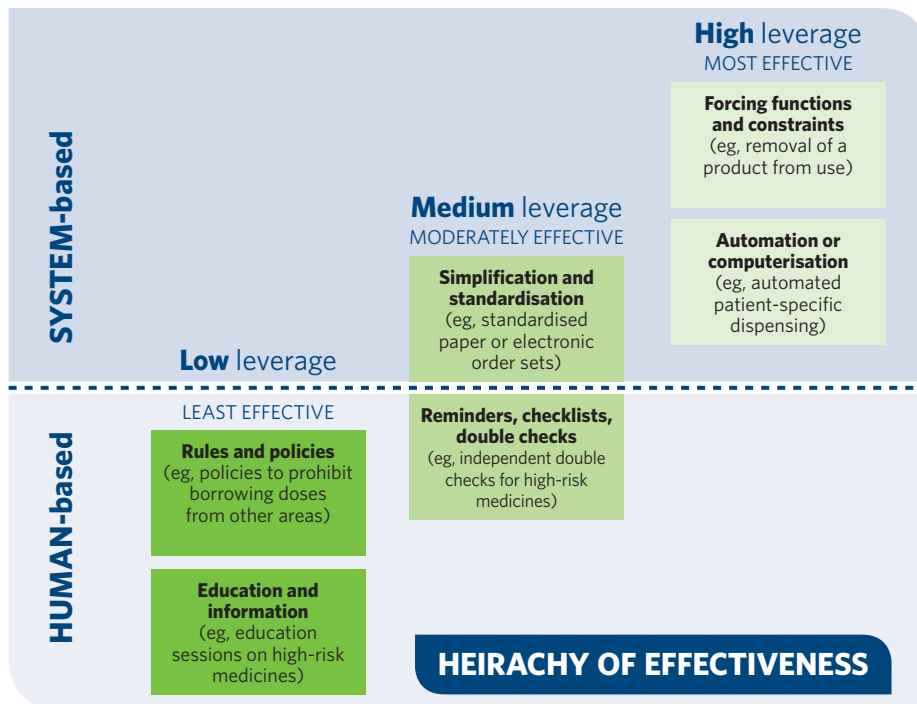 SYSTEM-based
HUMAN-based
Low leverage
LEAST EFFECTIVE
Rules and policies
(eg, policies to prohibit
borrowing doses
from other areas)
Education and
information
(eg, education
sessions on high-risk
medicines)
Medium leverage
MODERATELY EFFECTIVE
Simplification and
standardisation
(eg, standardised
paper or electronic
order sets)
Reminders, checklists,
double checks
(eg, independent double
checks for high-risk
medicines)
High leverage
MOST EFFECTIVE
Forcing functions
and constraints
(eg, removal of a
product from use)
Automation or
computerisation
(eg, automated
patient-specific
dispensing)
HEIRACHY OF EFFECTIVENESS